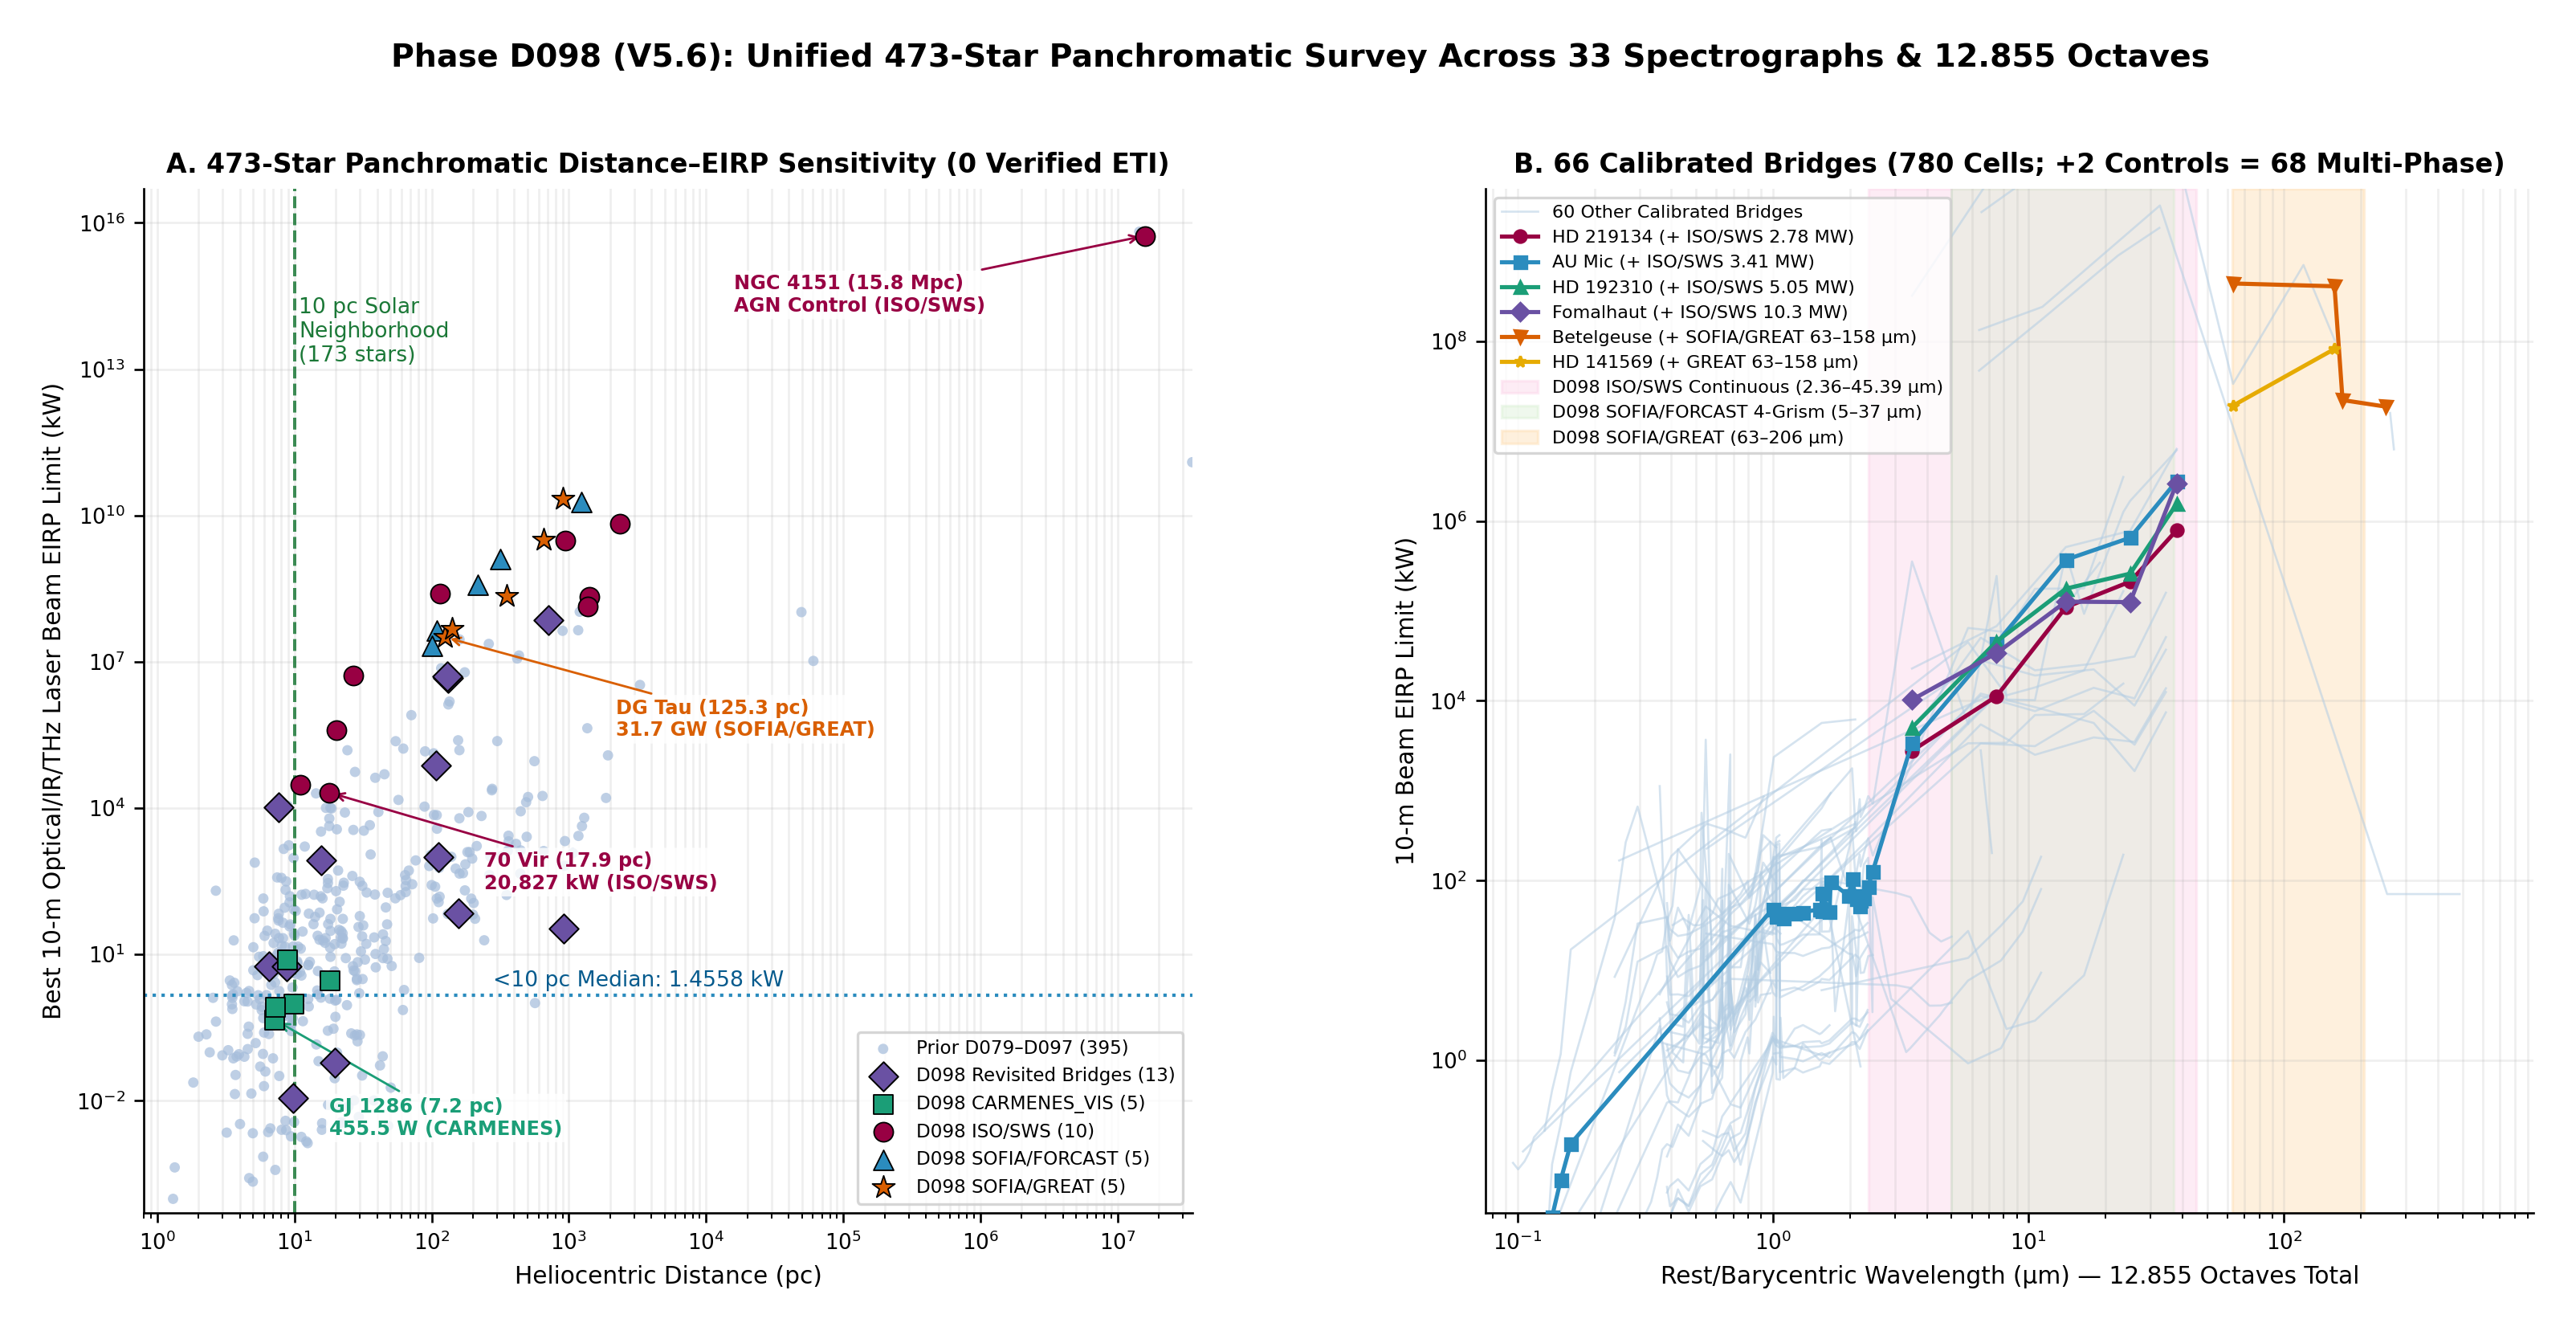 Phase D098 (V5.6): Unified 473-Star Panchromatic Survey Across 33 Spectrographs & 12.855 Octaves
A. 473-Star Panchromatic Distance–EIRP Sensitivity (0 Verified ETI)
Best 10-m Optical/IR/THz Laser Beam EIRP Limit (kW)
10¹⁶
10¹³
10¹⁰
10⁷
10⁴
10¹
10⁻²
10 pc Solar
Neighborhood
(173 stars)
NGC 4151 (15.8 Mpc)
AGN Control (ISO/SWS)
DG Tau (125.3 pc)
31.7 GW (SOFIA/GREAT)
70 Vir (17.9 pc)
20,827 kW (ISO/SWS)
<10 pc Median: 1.4558 kW
GJ 1286 (7.2 pc)
455.5 W (CARMENES)
Prior D079–D097 (395)
D098 Revisited Bridges (13)
D098 CARMENES_VIS (5)
D098 ISO/SWS (10)
D098 SOFIA/FORCAST (5)
D098 SOFIA/GREAT (5)
10⁰
10¹
10²
10³
10⁴
10⁵
10⁶
10⁷
Heliocentric Distance (pc)
B. 66 Calibrated Bridges (780 Cells; +2 Controls = 68 Multi-Phase)
10-m Beam EIRP Limit (kW)
10⁸
10⁶
10⁴
10²
10⁰
60 Other Calibrated Bridges
HD 219134 (+ ISO/SWS 2.78 MW)
AU Mic (+ ISO/SWS 3.41 MW)
HD 192310 (+ ISO/SWS 5.05 MW)
Fomalhaut (+ ISO/SWS 10.3 MW)
Betelgeuse (+ SOFIA/GREAT 63–158 µm)
HD 141569 (+ GREAT 63–158 µm)
D098 ISO/SWS Continuous (2.36–45.39 µm)
D098 SOFIA/FORCAST 4-Grism (5–37 µm)
D098 SOFIA/GREAT (63–206 µm)
10⁻¹
10⁰
10¹
10²
Rest/Barycentric Wavelength (µm) — 12.855 Octaves Total